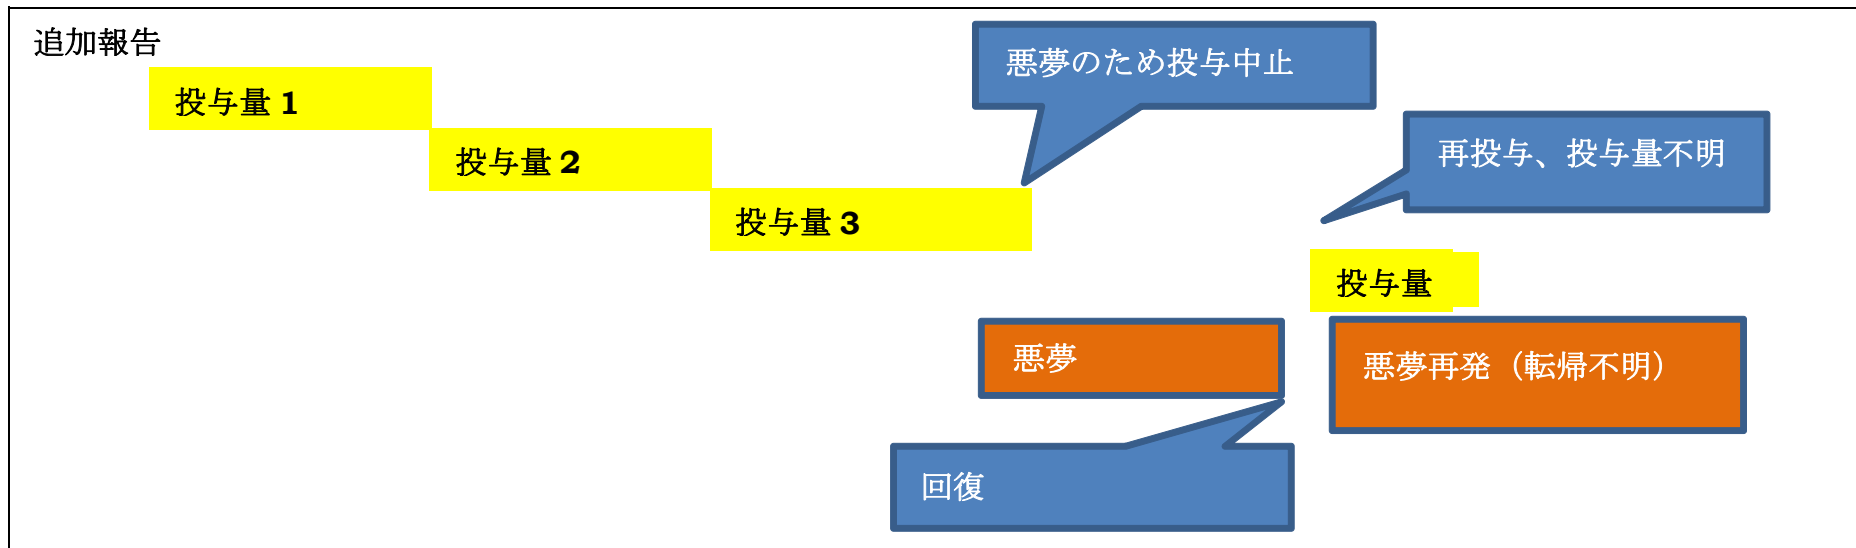 追加報告
悪夢のため投与中止
投与量 1
再投与、投与量不明
投与量 2
投与量 3
投与量
悪夢
悪夢再発（転帰不明）
回復